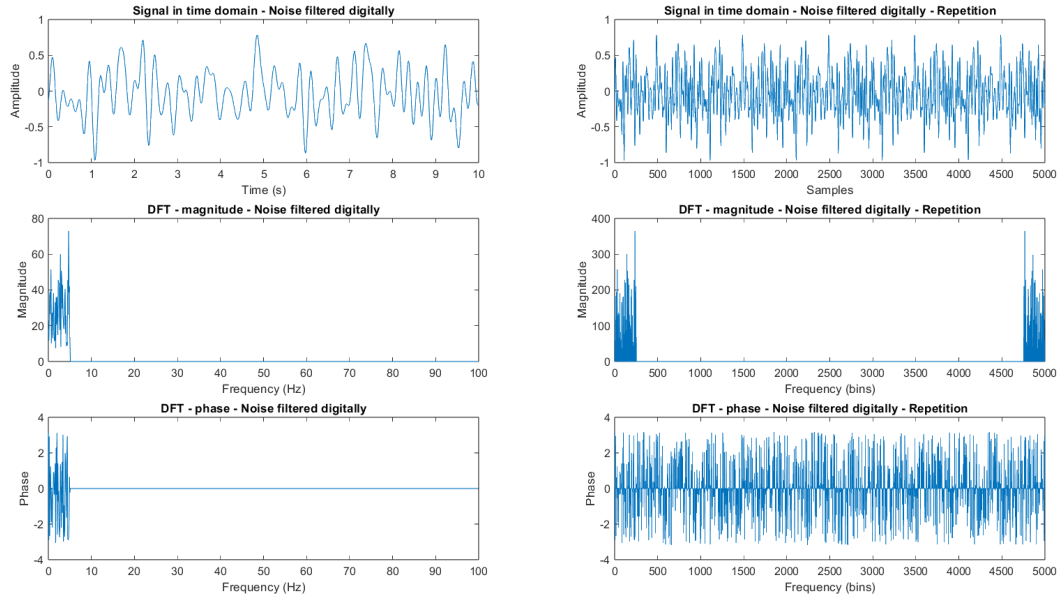 Signal in time domain - Noise filtered digitally
1
0.5
0
-0.5
-1
Amplitude
0 1 2 3 4 5 6 7 8 9 10
Time (s)
Signal in time domain - Noise filtered digitally - Repetition
1
0.5
0
-0.5
-1
Amplitude
0 500 1000 1500 2000 2500 3000 3500 4000 4500 5000
Samples
DFT - magnitude - Noise filtered digitally
80
60
40
20
0
Magnitude
0 10 20 30 40 50 60 70 80 90 100
Frequency (Hz)
DFT - magnitude - Noise filtered digitally - Repetition
400
300
200
100
0
Magnitude
0 500 1000 1500 2000 2500 3000 3500 4000 4500 5000
Frequency (bins)
DFT - phase - Noise filtered digitally
4
2
0
-2
-4
Phase
0 10 20 30 40 50 60 70 80 90 100
Frequency (Hz)
DFT - phase - Noise filtered digitally - Repetition
4
2
0
-2
-4
Phase
0 500 1000 1500 2000 2500 3000 3500 4000 4500 5000
Frequency (bins)